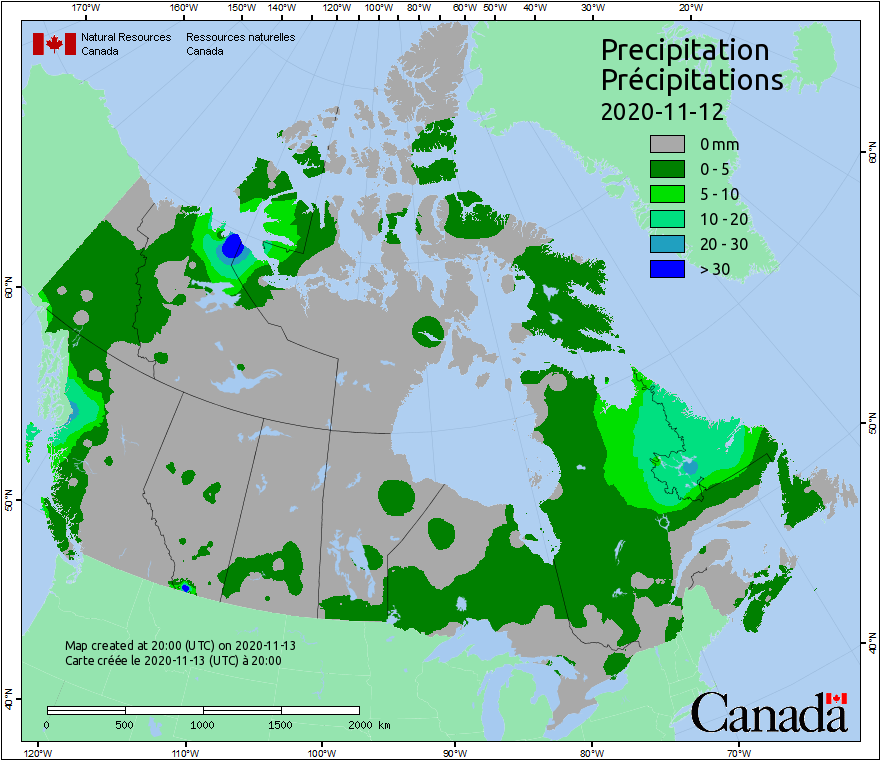 170°W 160°W 150°W 140°W 130°W 120°W 110°W 100°W 90°W 80°W 70°W 60°W 50°W 40°W 30°W 20°W
Natural Resources Canada
Ressources naturelles Canada
Precipitation
Précipitations
2020-11-12
0 mm
0 - 5
5 - 10
10 - 20
20 - 30
> 30
60°N
50°N
40°N
60°N
50°N
40°N
Map created at 20:00 (UTC) on 2020-11-13
Carte créée le 2020-11-13 (UTC) à 20:00
0 500 1000 1500 2000 km
Canada
120°W 110°W 100°W 90°W 80°W 70°W